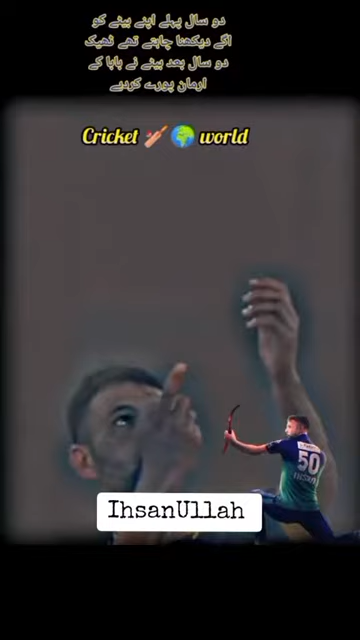 دو سال پہلے اپنے بیٹے کو
اگے دیکھنا چاہتے تھے ٹھیک
دو سال بعد بیٹے نے بابا کے
ارمان پورے کردیے
Cricket 🏏 🌍 world
50
IhsanUllah